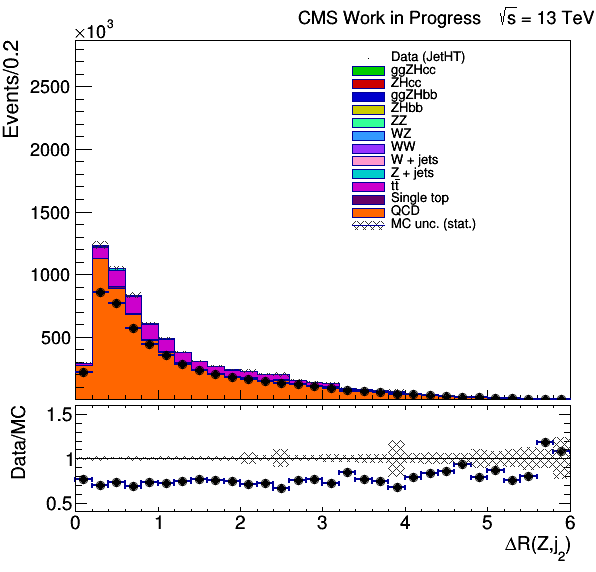 CMS Work in Progress √s = 13 TeV
×10³
Events/0.2
2500
2000
1500
1000
500
Data (JetHT)
ggZHcc
ZHcc
ggZHbb
ZHbb
ZZ
WZ
WW
W + jets
Z + jets
tt̄
Single top
QCD
MC unc. (stat.)
Data/MC
1.5
1
0.5
0 1 2 3 4 5 6
ΔR(Z,j₂)